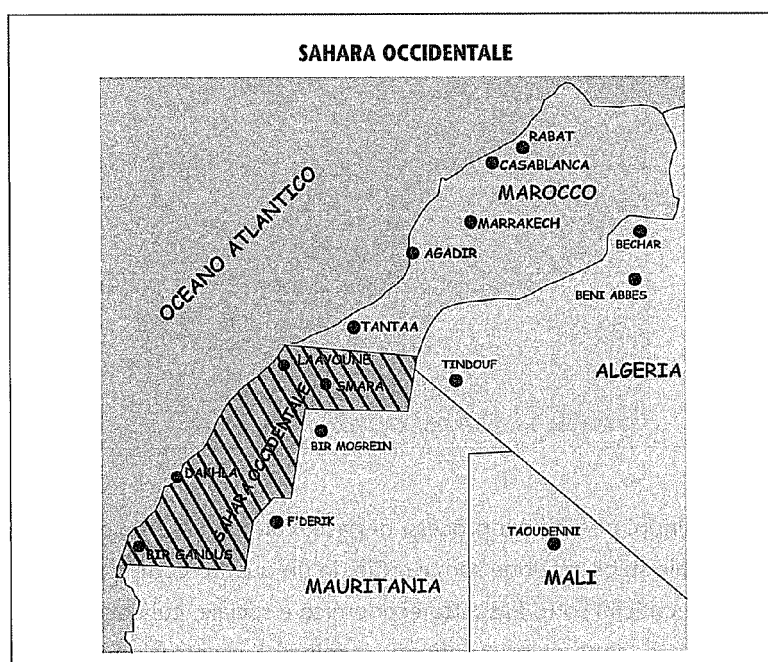 SAHARA OCCIDENTALE
RABAT
CASABLANCA
MAROCCO
OCEANO ATLANTICO
MARRAKECH
BECHAR
AGADIR
BENI ABBES
TANTAA
LAAYOUNE
TINDOUF
ALGERIA
SMARA
SAHARA OCCIDENTALE
BIR MOGREIN
DAKHLA
F'DERIK
TAOUDENNI
BIR GANDUS
MAURITANIA
MALI